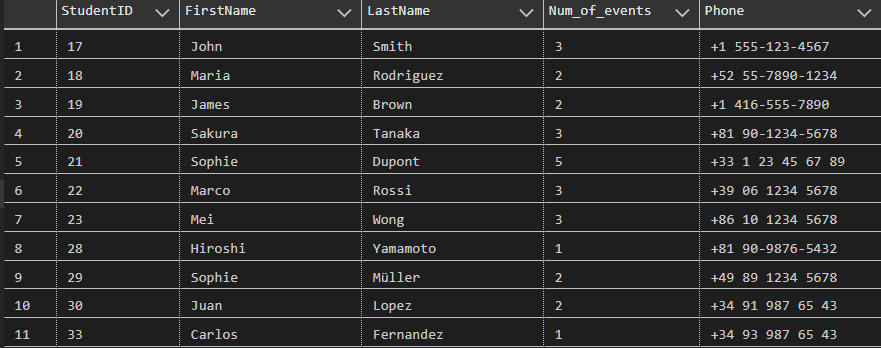 StudentID FirstName LastName Num_of_events Phone
1 17 John Smith 3 +1 555-123-4567
2 18 Maria Rodriguez 2 +52 55-7890-1234
3 19 James Brown 2 +1 416-555-7890
4 20 Sakura Tanaka 3 +81 90-1234-5678
5 21 Sophie Dupont 5 +33 1 23 45 67 89
6 22 Marco Rossi 3 +39 06 1234 5678
7 23 Mei Wong 3 +86 10 1234 5678
8 28 Hiroshi Yamamoto 1 +81 90-9876-5432
9 29 Sophie Müller 2 +49 89 1234 5678
10 30 Juan Lopez 2 +34 91 987 65 43
11 33 Carlos Fernandez 1 +34 93 987 65 43